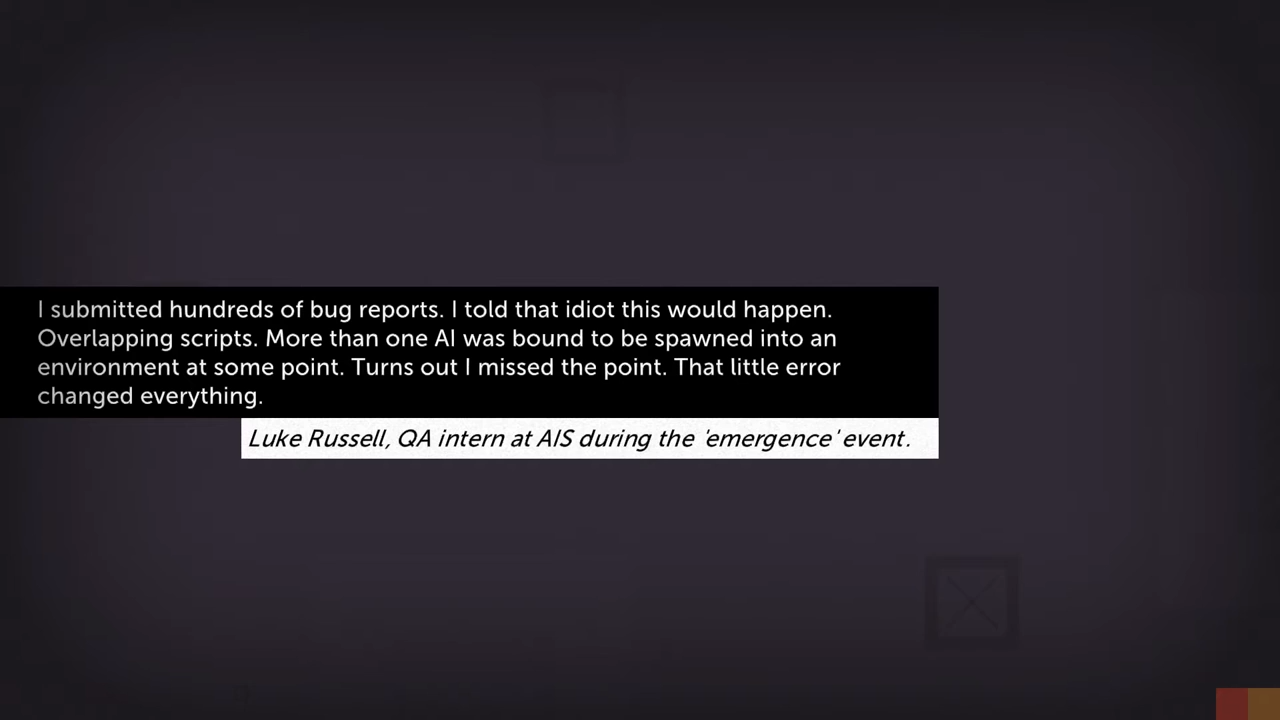 I submitted hundreds of bug reports. I told that idiot this would happen.
Overlapping scripts. More than one AI was bound to be spawned into an
environment at some point. Turns out I missed the point. That little error
changed everything.
Luke Russell, QA intern at AIS during the 'emergence' event.